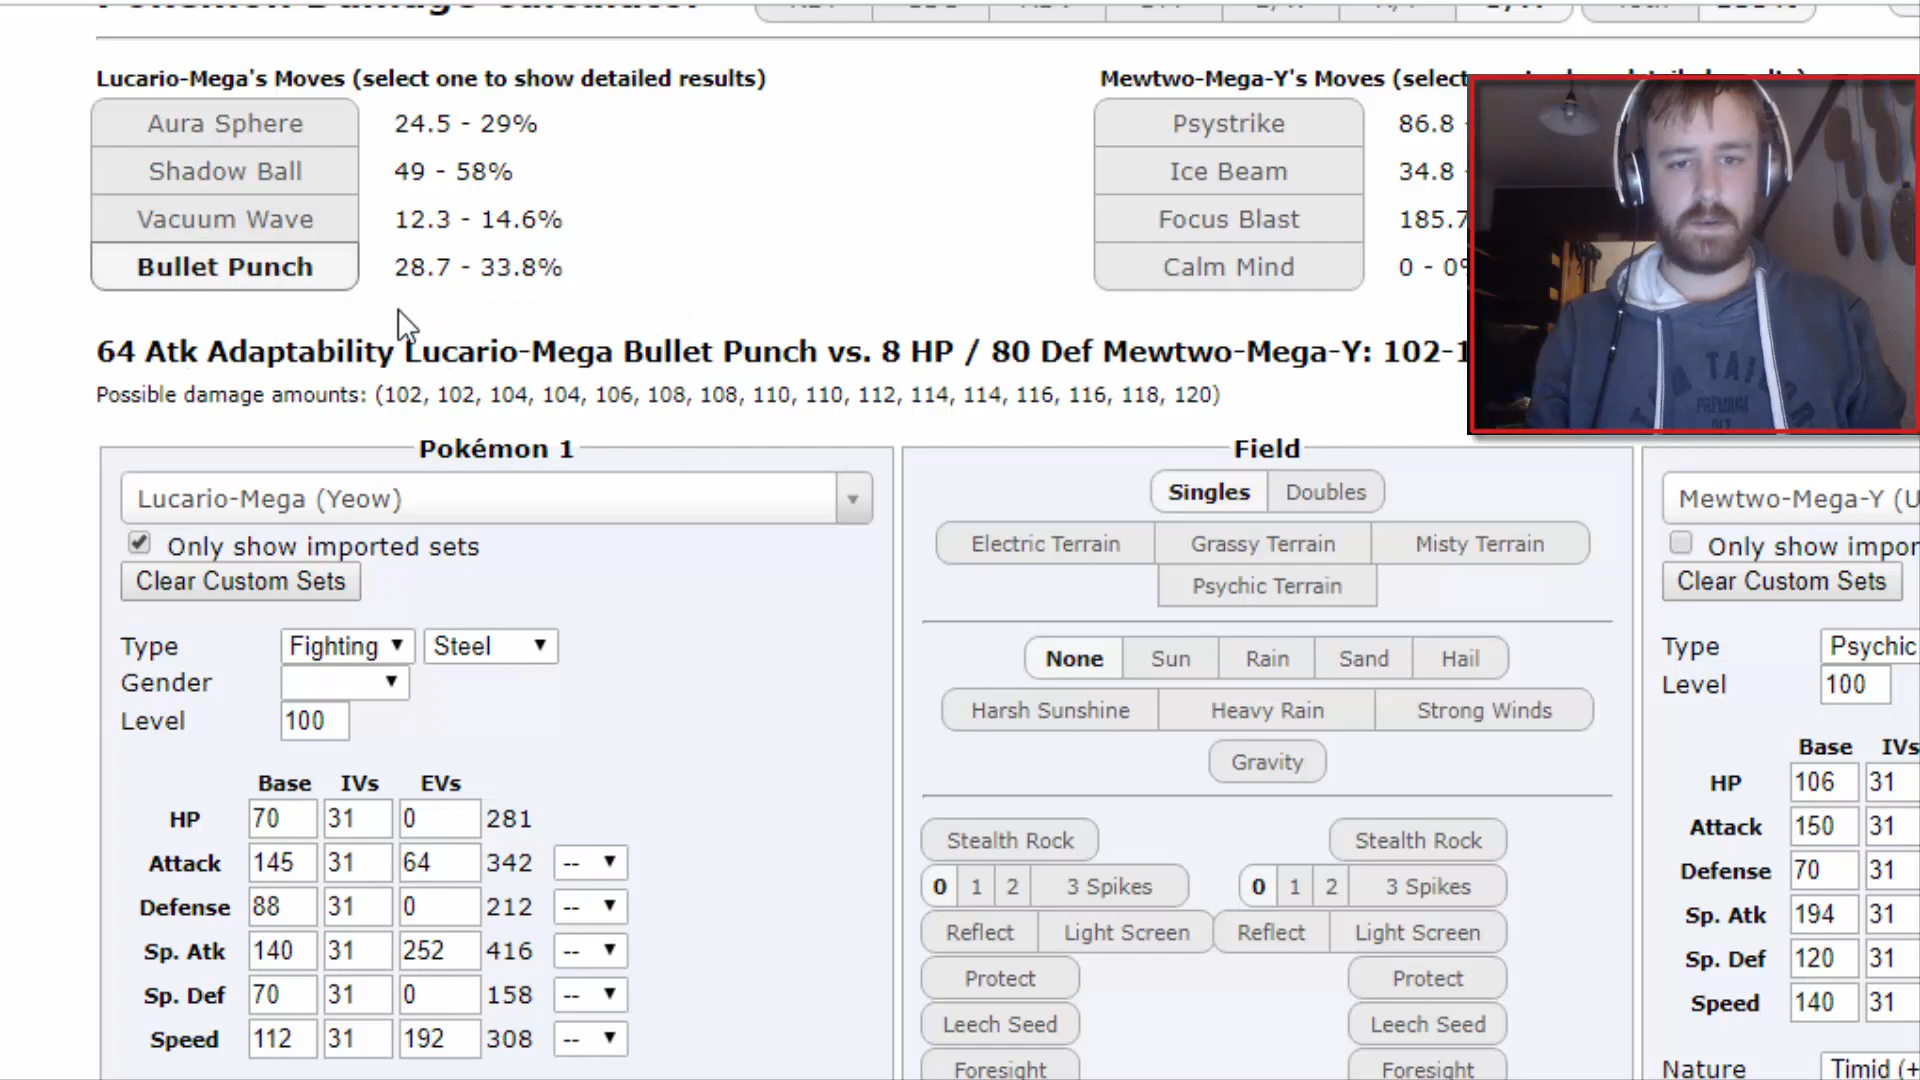 Pokémon Damage Calculator
Lucario-Mega's Moves (select one to show detailed results)
Mewtwo-Mega-Y's Moves (select
Aura Sphere 24.5 - 29%
Psystrike 86.8 -
Shadow Ball 49 - 58%
Ice Beam 34.8 -
Vacuum Wave 12.3 - 14.6%
Focus Blast 185.7
Bullet Punch 28.7 - 33.8%
Calm Mind 0 - 0%
64 Atk Adaptability Lucario-Mega Bullet Punch vs. 8 HP / 80 Def Mewtwo-Mega-Y: 102-1
Possible damage amounts: (102, 102, 104, 104, 106, 108, 108, 110, 110, 112, 114, 114, 116, 116, 118, 120)
Pokémon 1
Lucario-Mega (Yeow)
Only show imported sets
Clear Custom Sets
Type Fighting Steel
Gender
Level 100
Base IVs EVs
HP 70 31 0 281
Attack 145 31 64 342 --
Defense 88 31 0 212 --
Sp. Atk 140 31 252 416 --
Sp. Def 70 31 0 158 --
Speed 112 31 192 308 --
Field
Singles Doubles
Electric Terrain Grassy Terrain Misty Terrain
Psychic Terrain
None Sun Rain Sand Hail
Harsh Sunshine Heavy Rain Strong Winds
Gravity
Stealth Rock Stealth Rock
0 1 2 3 Spikes 0 1 2 3 Spikes
Reflect Light Screen Reflect Light Screen
Protect Protect
Leech Seed Leech Seed
Foresight Foresight
Mewtwo-Mega-Y (U
Only show impor
Clear Custom Sets
Type Psychic
Level 100
Base IVs
HP 106 31
Attack 150 31
Defense 70 31
Sp. Atk 194 31
Sp. Def 120 31
Speed 140 31
Nature Timid (+